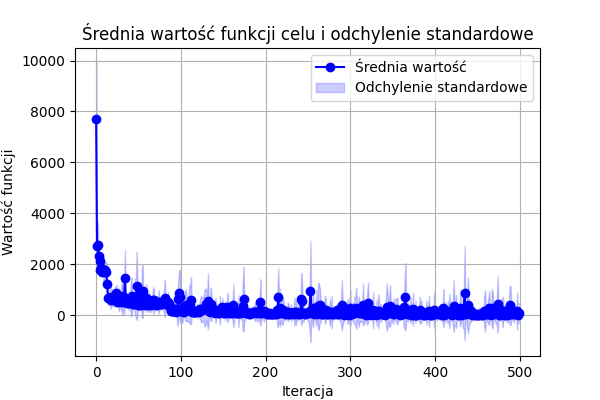 Średnia wartość funkcji celu i odchylenie standardowe
Średnia wartość
Odchylenie standardowe
Wartość funkcji
10000
8000
6000
4000
2000
0
0 100 200 300 400 500
Iteracja